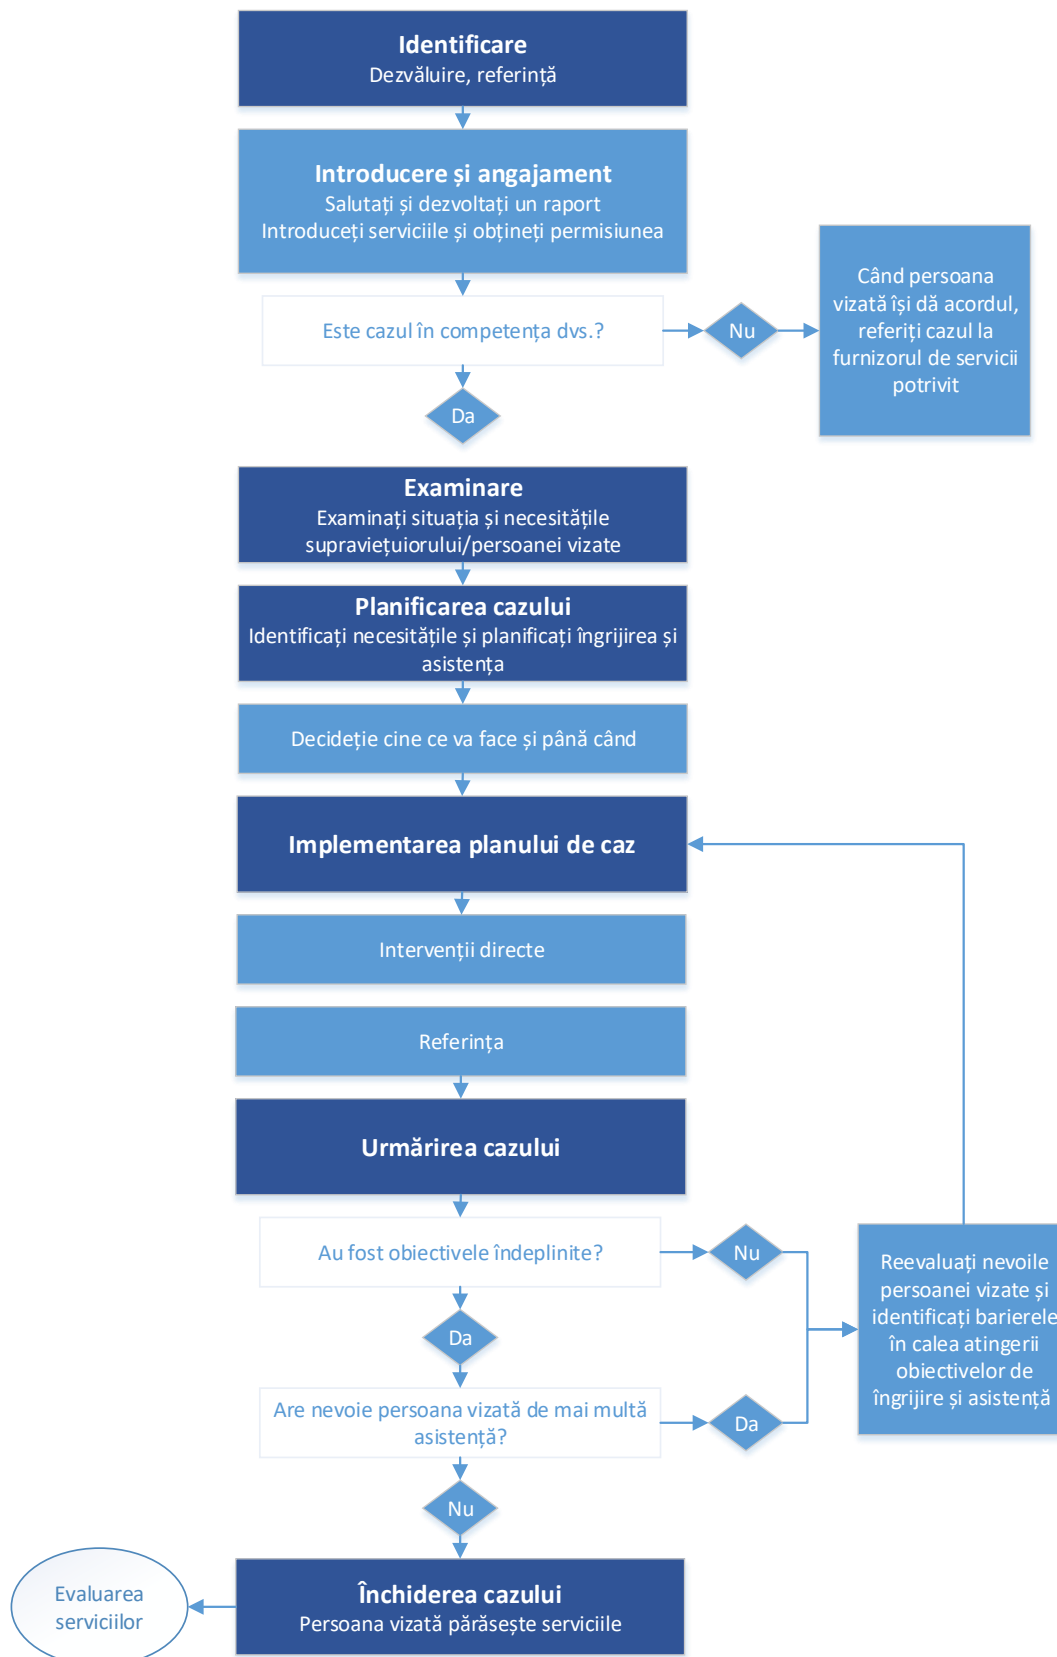 Identificare
Dezvăluire, referință
Introducere și angajament
Salutați și dezvoltați un raport
Introduceți serviciile și obțineți permisiunea
Este cazul în competența dvs.?
Nu
Când persoana
vizată își dă acordul,
referiți cazul la
furnizorul de servicii
potrivit
Da
Examinare
Examinați situația și necesitățile
supraviețuiorului/persoanei vizate
Planificarea cazului
Identificați necesitățile și planificați îngrijirea și
asistența
Decideție cine ce va face și până când
Implementarea planului de caz
Intervenții directe
Referința
Urmărirea cazului
Au fost obiectivele îndeplinite?
Nu
Reevaluați nevoile
persoanei vizate și
identificați barierele
în calea atingerii
obiectivelor de
îngrijire și asistență
Da
Are nevoie persoana vizată de mai multă
asistență?
Da
Nu
Închiderea cazului
Persoana vizată părăsește serviciile
Evaluarea
serviciilor